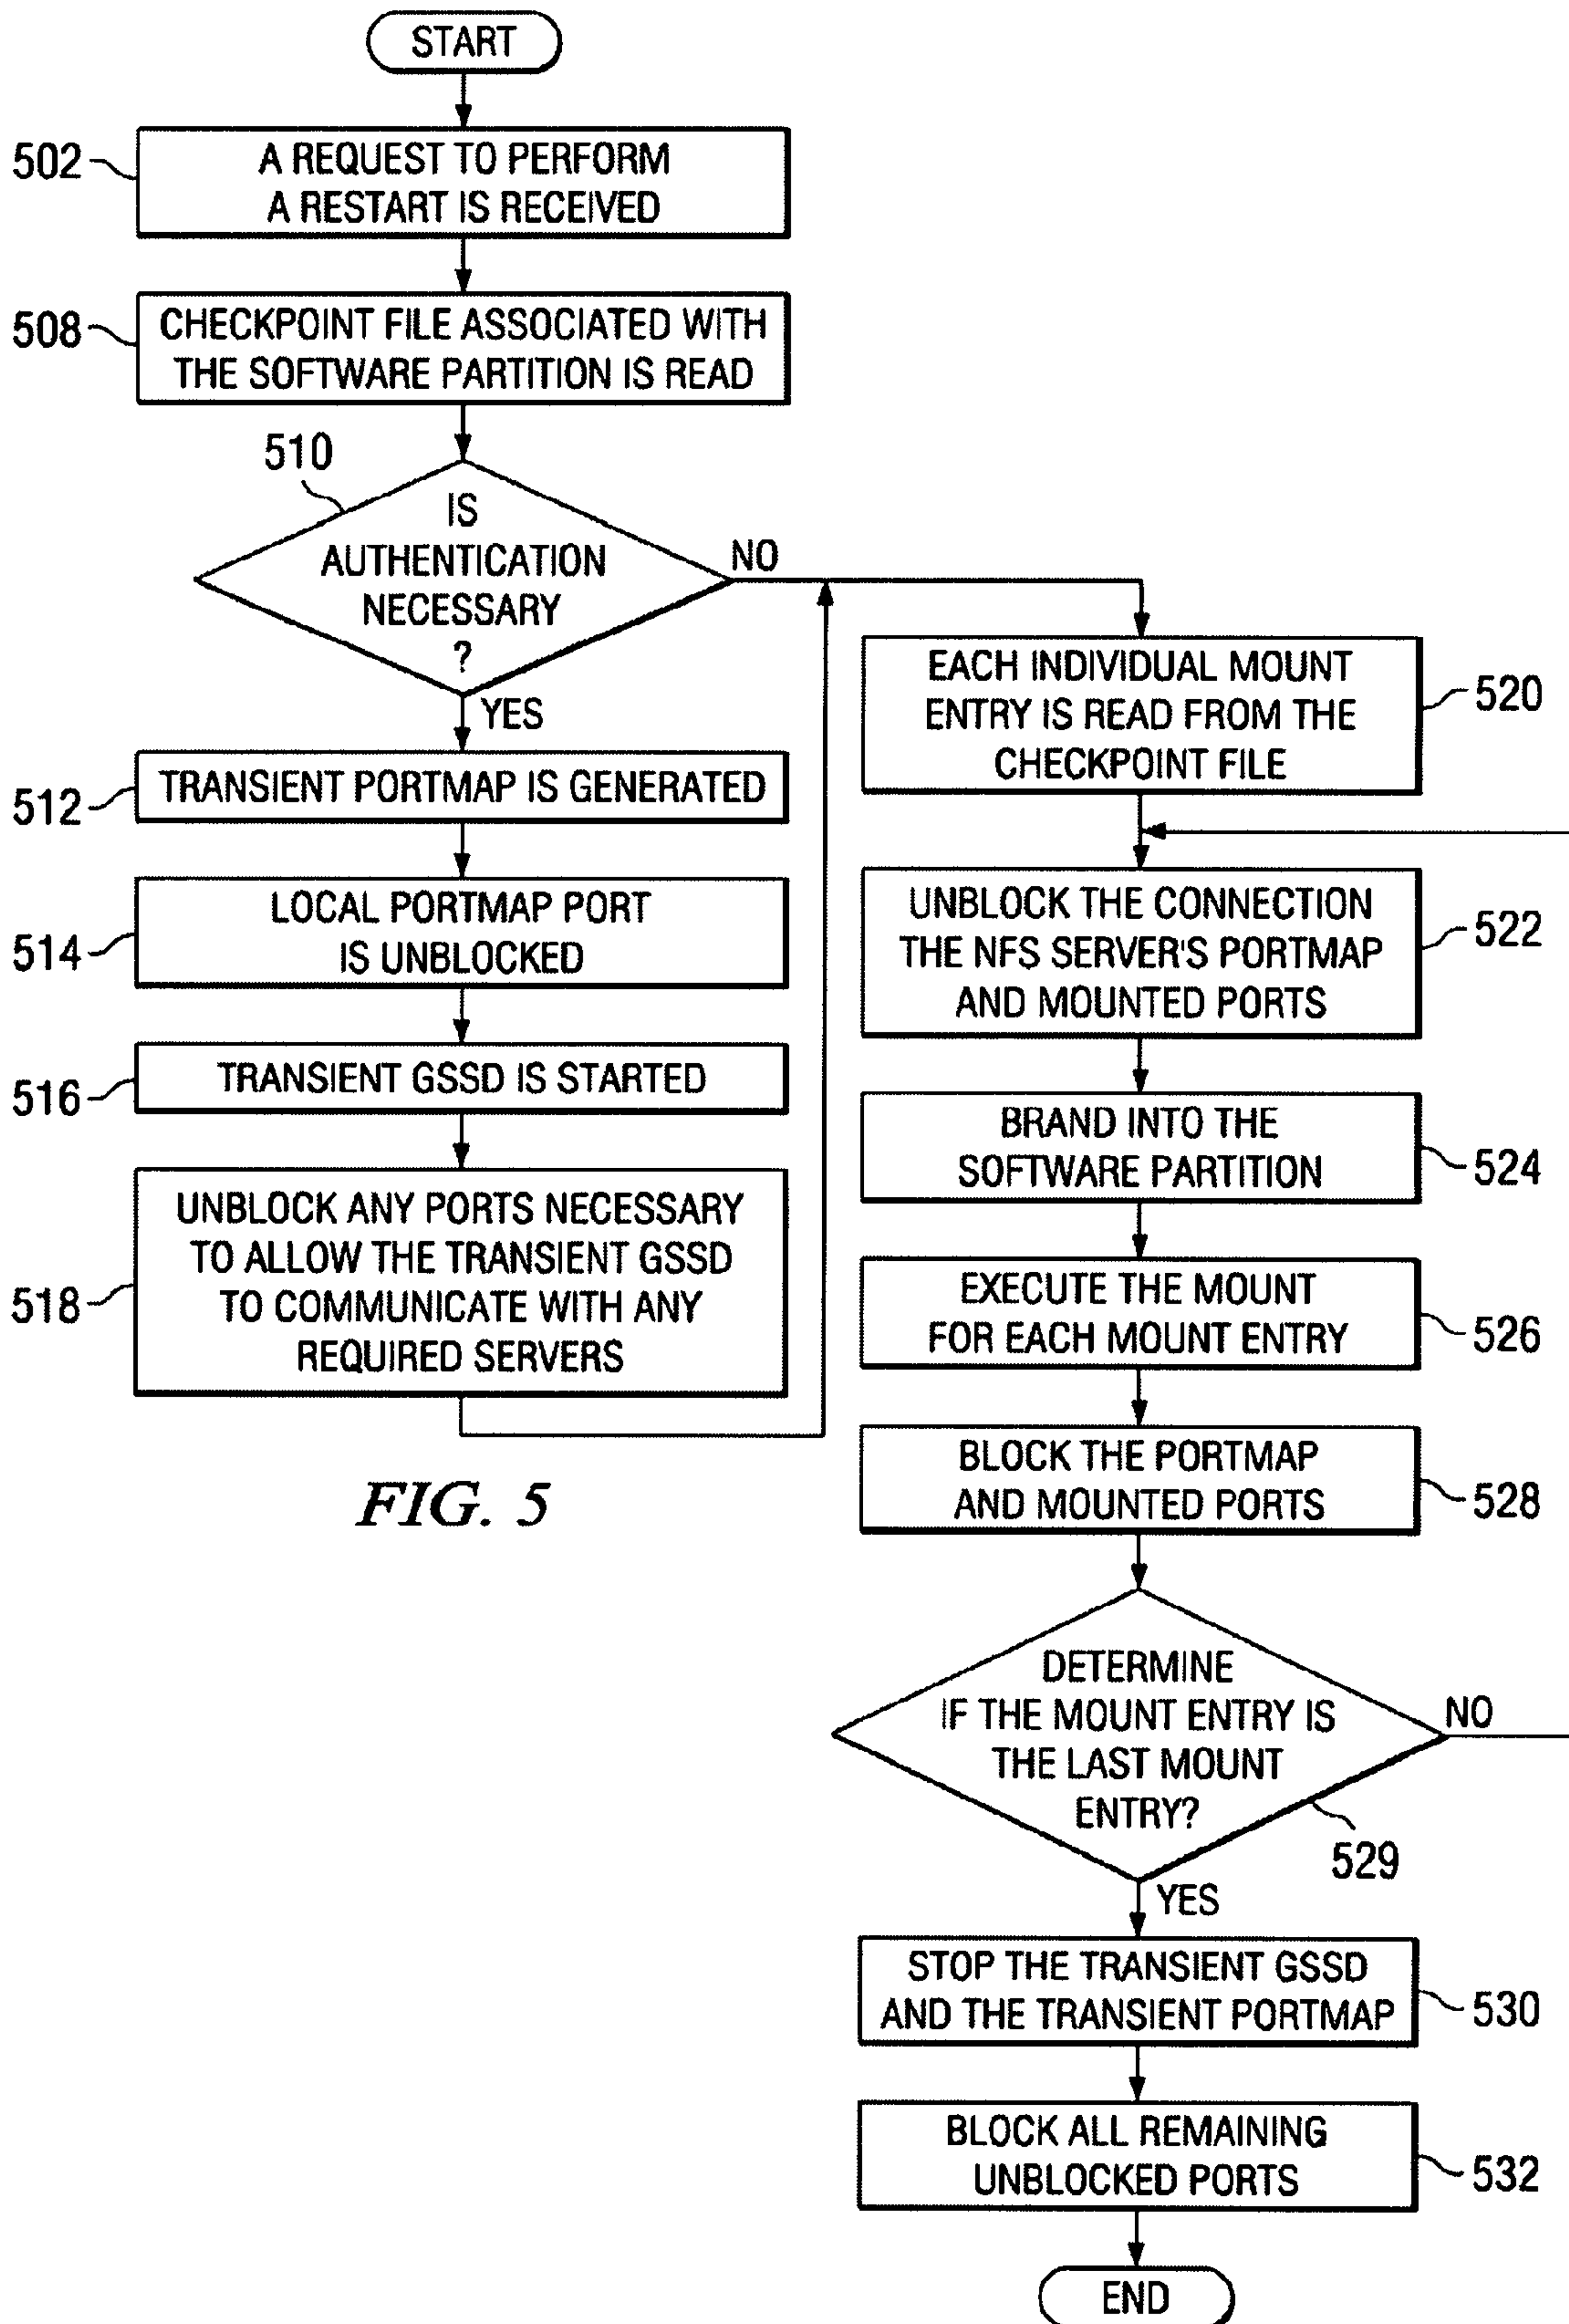 START
502
A REQUEST TO PERFORM
A RESTART IS RECEIVED
508
CHECKPOINT FILE ASSOCIATED WITH
THE SOFTWARE PARTITION IS READ
510
IS
AUTHENTICATION
NECESSARY
?
NO
YES
512
TRANSIENT PORTMAP IS GENERATED
514
LOCAL PORTMAP PORT
IS UNBLOCKED
516
TRANSIENT GSSD IS STARTED
518
UNBLOCK ANY PORTS NECESSARY
TO ALLOW THE TRANSIENT GSSD
TO COMMUNICATE WITH ANY
REQUIRED SERVERS
FIG. 5
EACH INDIVIDUAL MOUNT
ENTRY IS READ FROM THE
CHECKPOINT FILE
520
UNBLOCK THE CONNECTION
THE NFS SERVER'S PORTMAP
AND MOUNTED PORTS
522
BRAND INTO THE
SOFTWARE PARTITION
524
EXECUTE THE MOUNT
FOR EACH MOUNT ENTRY
526
BLOCK THE PORTMAP
AND MOUNTED PORTS
528
DETERMINE
IF THE MOUNT ENTRY IS
THE LAST MOUNT
ENTRY?
NO
529
YES
STOP THE TRANSIENT GSSD
AND THE TRANSIENT PORTMAP
530
BLOCK ALL REMAINING
UNBLOCKED PORTS
532
END